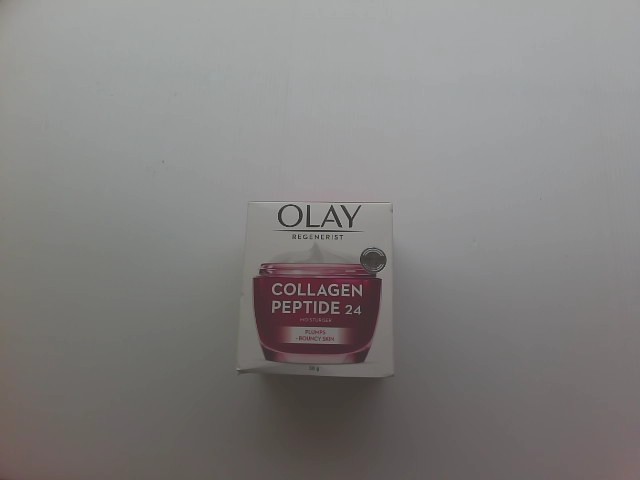 OLAY
REGENERIST
COLLAGEN
PEPTIDE 24
MOISTURISER
PLUMPS
BOUNCY SKIN